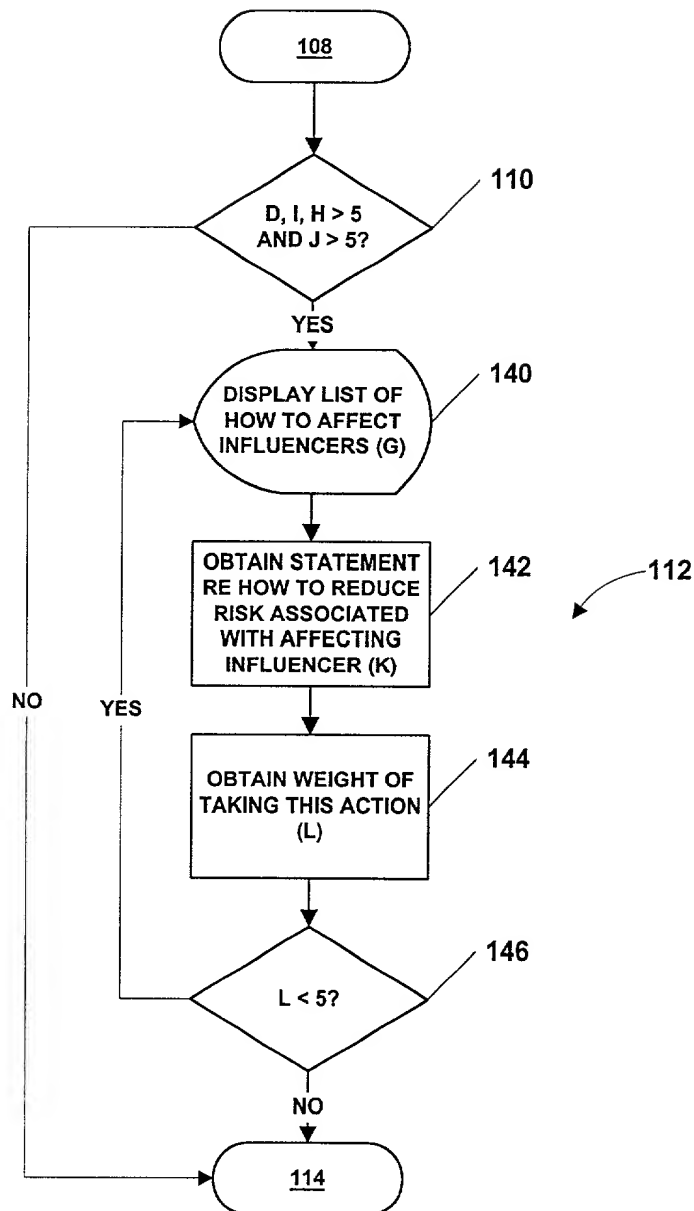 108
110
D, I, H > 5
AND J > 5?
YES
140
DISPLAY LIST OF
HOW TO AFFECT
INFLUENCERS (G)
142
OBTAIN STATEMENT
RE HOW TO REDUCE
RISK ASSOCIATED
WITH AFFECTING
INFLUENCER (K)
112
NO
YES
144
OBTAIN WEIGHT OF
TAKING THIS ACTION
(L)
146
L < 5?
NO
114